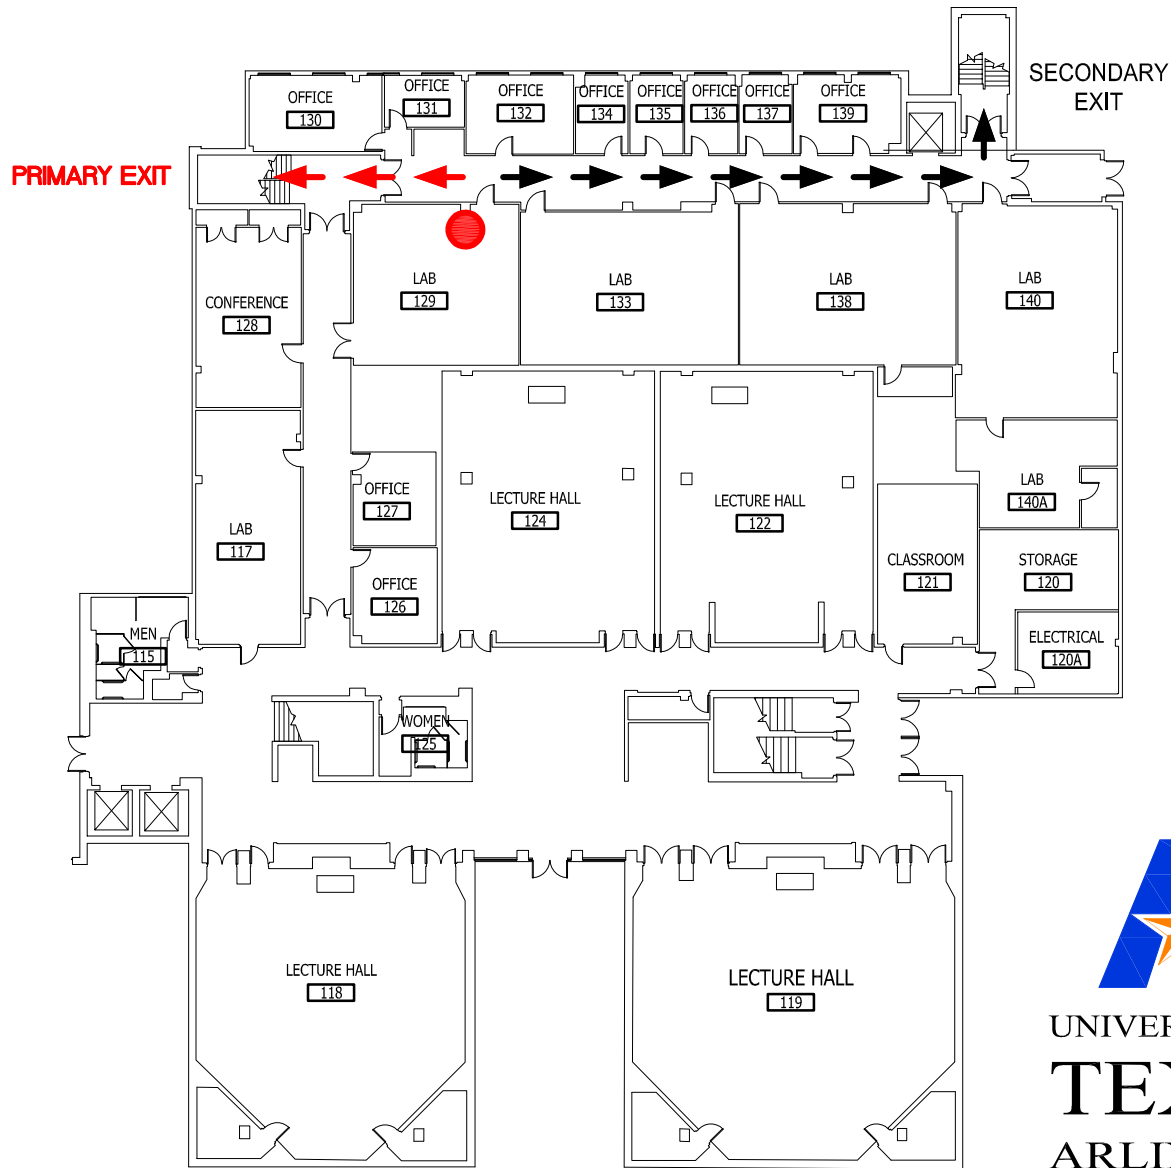 SECONDARY
EXIT
OFFICE
130
OFFICE
131
OFFICE
132
OFFICE
134
OFFICE
135
OFFICE
136
OFFICE
137
OFFICE
139
PRIMARY EXIT
LAB
129
LAB
133
LAB
138
LAB
140
CONFERENCE
128
OFFICE
127
LECTURE HALL
124
LECTURE HALL
122
LAB
140A
LAB
117
OFFICE
126
CLASSROOM
121
STORAGE
120
MEN
115
ELECTRICAL
120A
WOMEN
125
LECTURE HALL
118
LECTURE HALL
119